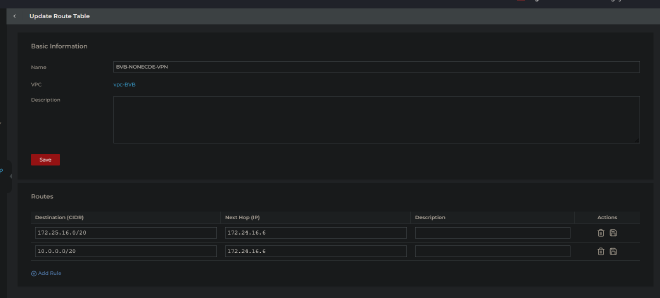 Update Route Table
Basic Information
Name
BVB-NONECDE-VPN
VPC
vpc-BVB
Description
Save
Routes
Destination (CIDR) Next Hop (IP) Description Actions
172.25.16.0/20 172.24.16.6
10.0.0.0/20 172.24.16.6
Add Rule